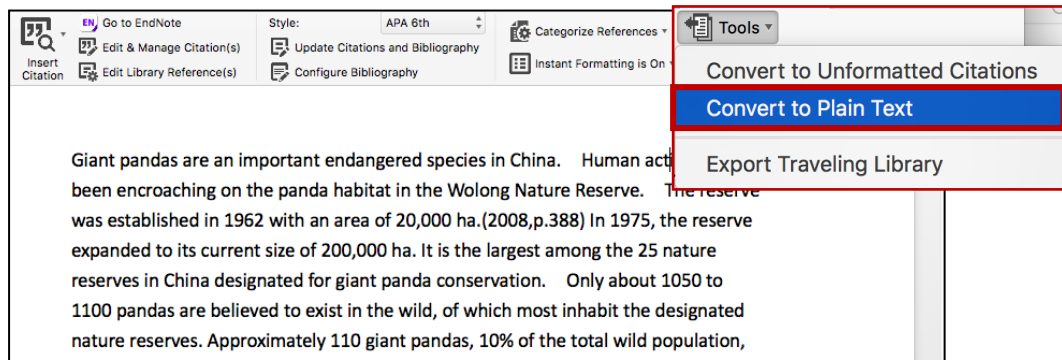 EN Go to EndNote
Edit & Manage Citation(s)
Edit Library Reference(s)
Insert
Citation
Style: APA 6th
Update Citations and Bibliography
Configure Bibliography
Categorize References
Instant Formatting is On
Tools
Convert to Unformatted Citations
Convert to Plain Text
Export Traveling Library
Giant pandas are an important endangered species in China. Human act
been encroaching on the panda habitat in the Wolong Nature Reserve. The reserve
was established in 1962 with an area of 20,000 ha.(2008,p.388) In 1975, the reserve
expanded to its current size of 200,000 ha. It is the largest among the 25 nature
reserves in China designated for giant panda conservation. Only about 1050 to
1100 pandas are believed to exist in the wild, of which most inhabit the designated
nature reserves. Approximately 110 giant pandas, 10% of the total wild population,